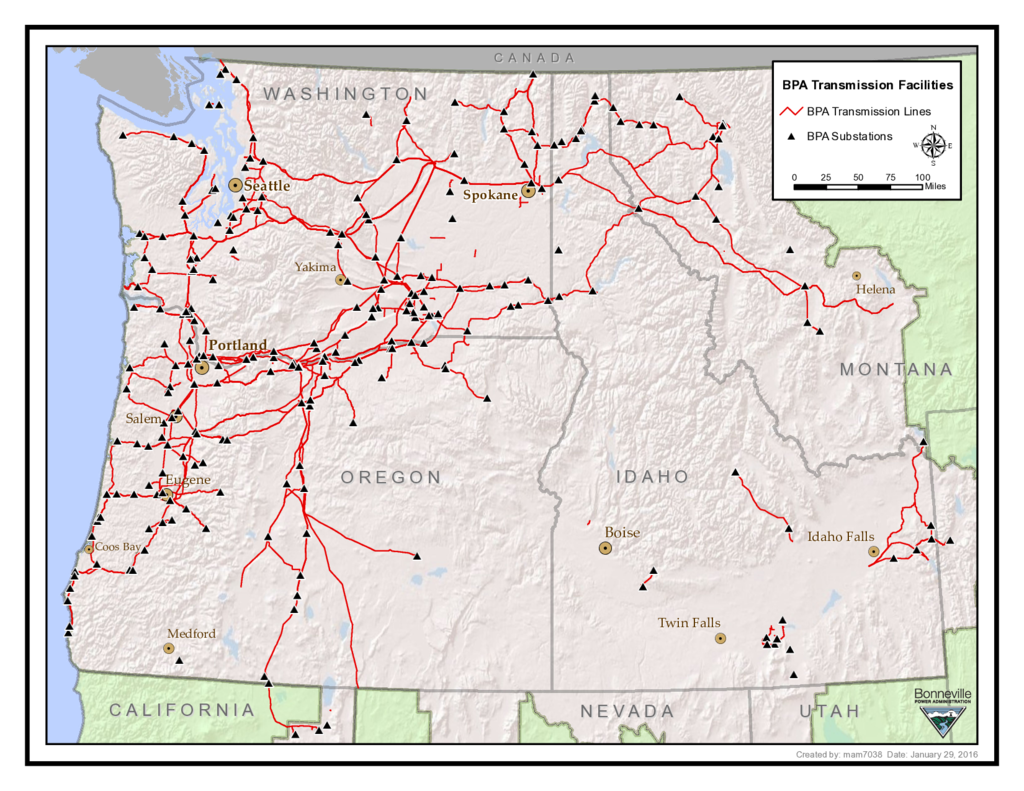 CANADA
WASHINGTON
BPA Transmission Facilities
BPA Transmission Lines
BPA Substations
N
W
E
S
0 25 50 75 100
Miles
Seattle
Spokane
Yakima
Helena
Portland
MONTANA
Salem
OREGON
IDAHO
Eugene
Boise
Idaho Falls
Coos Bay
Twin Falls
Medford
CALIFORNIA
NEVADA
UTAH
Bonneville
POWER ADMINISTRATION
Created by: mam7038 Date: January 29, 2016